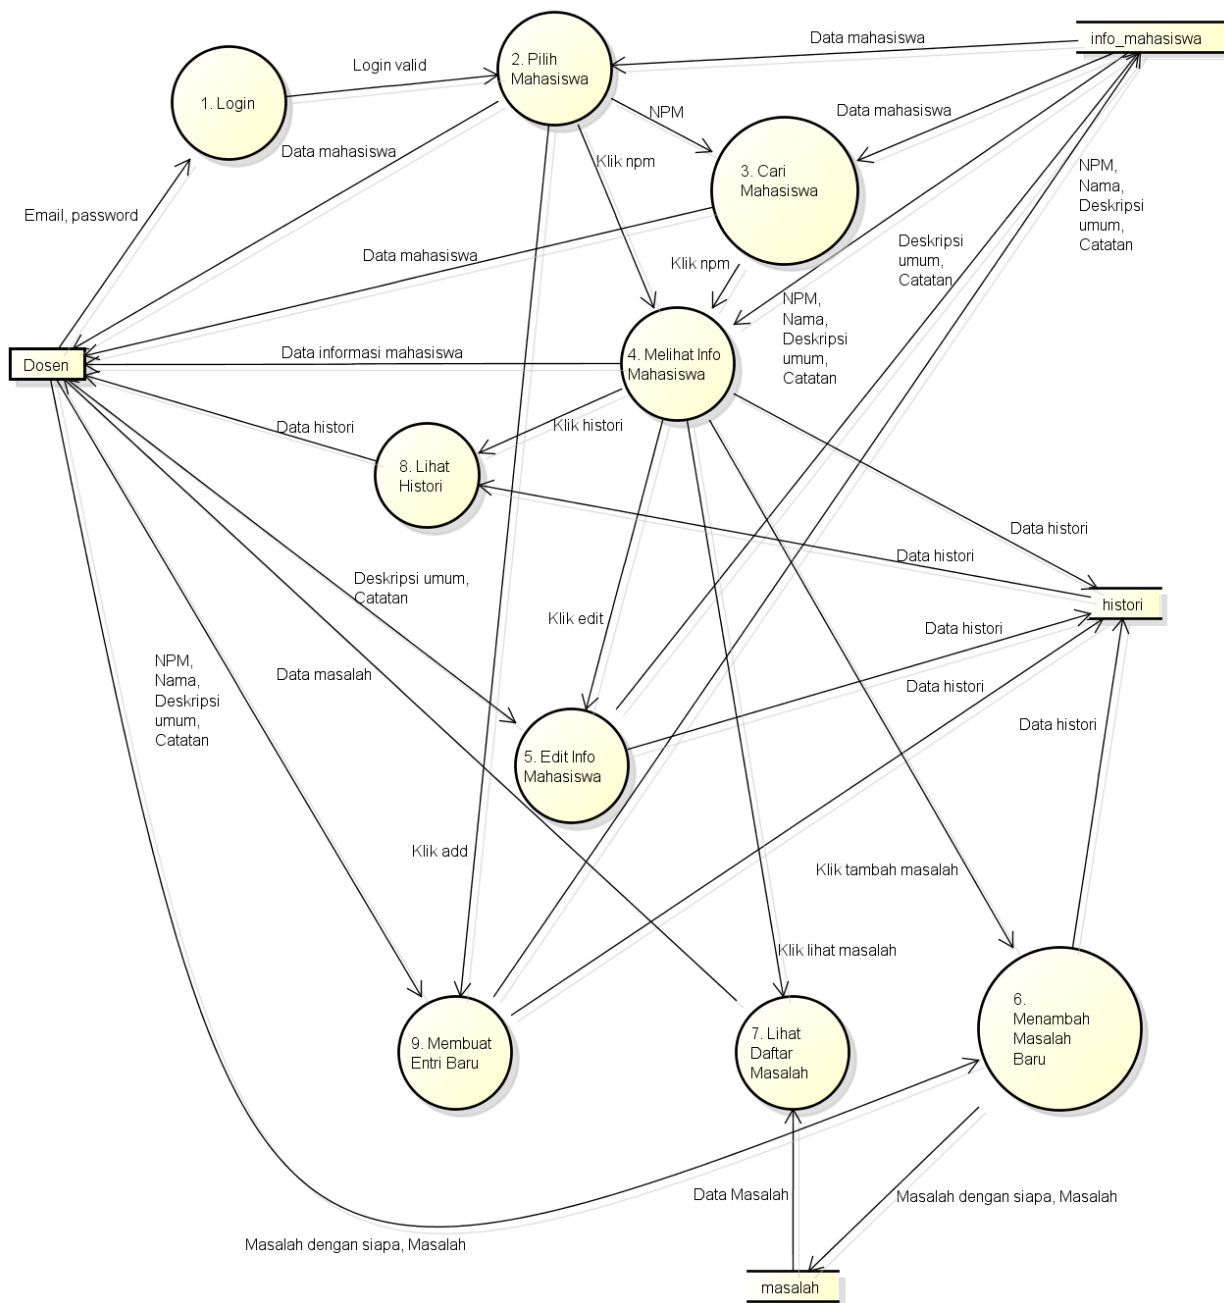 Data mahasiswa
info_mahasiswa
2. Pilih
Mahasiswa
Login valid
1. Login
NPM
Data mahasiswa
Data mahasiswa
Klik npm
3. Cari
Mahasiswa
NPM,
Nama,
Deskripsi
umum,
Catatan
Email, password
Data mahasiswa
Klik npm
Deskripsi
umum,
Catatan
NPM,
Nama,
Deskripsi
umum,
Catatan
Dosen
Data informasi mahasiswa
4. Melihat Info
Mahasiswa
Data histori
Klik histori
8. Lihat
Histori
Data histori
Data histori
Deskripsi umum,
Catatan
histori
Klik edit
Data histori
NPM,
Nama,
Deskripsi
umum,
Catatan
Data masalah
Data histori
Data histori
5. Edit Info
Mahasiswa
Klik add
Klik tambah masalah
Klik lihat masalah
9. Membuat
Entri Baru
7. Lihat
Daftar
Masalah
6.
Menambah
Masalah
Baru
Data Masalah
Masalah dengan siapa, Masalah
Masalah dengan siapa, Masalah
masalah